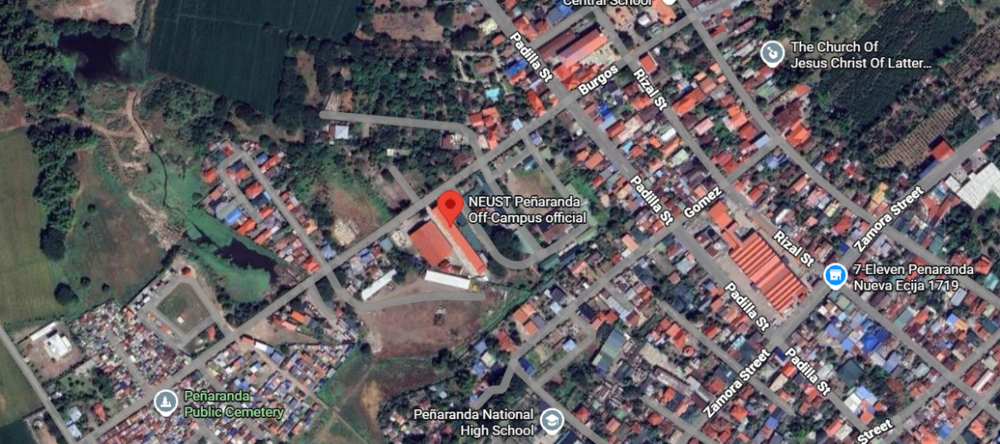 Central School
The Church Of
Jesus Christ Of Latter...
Padilla St
Burgos
Rizal St
NEUST Peñaranda
Off-Campus official
Padilla St
Gomez
Zamora Street
Rizal St
7-Eleven Penaranda
Nueva Ecija 1719
Padilla St
Padilla St
Zamora Street
Peñaranda
Public Cemetery
Peñaranda National
High School
Street